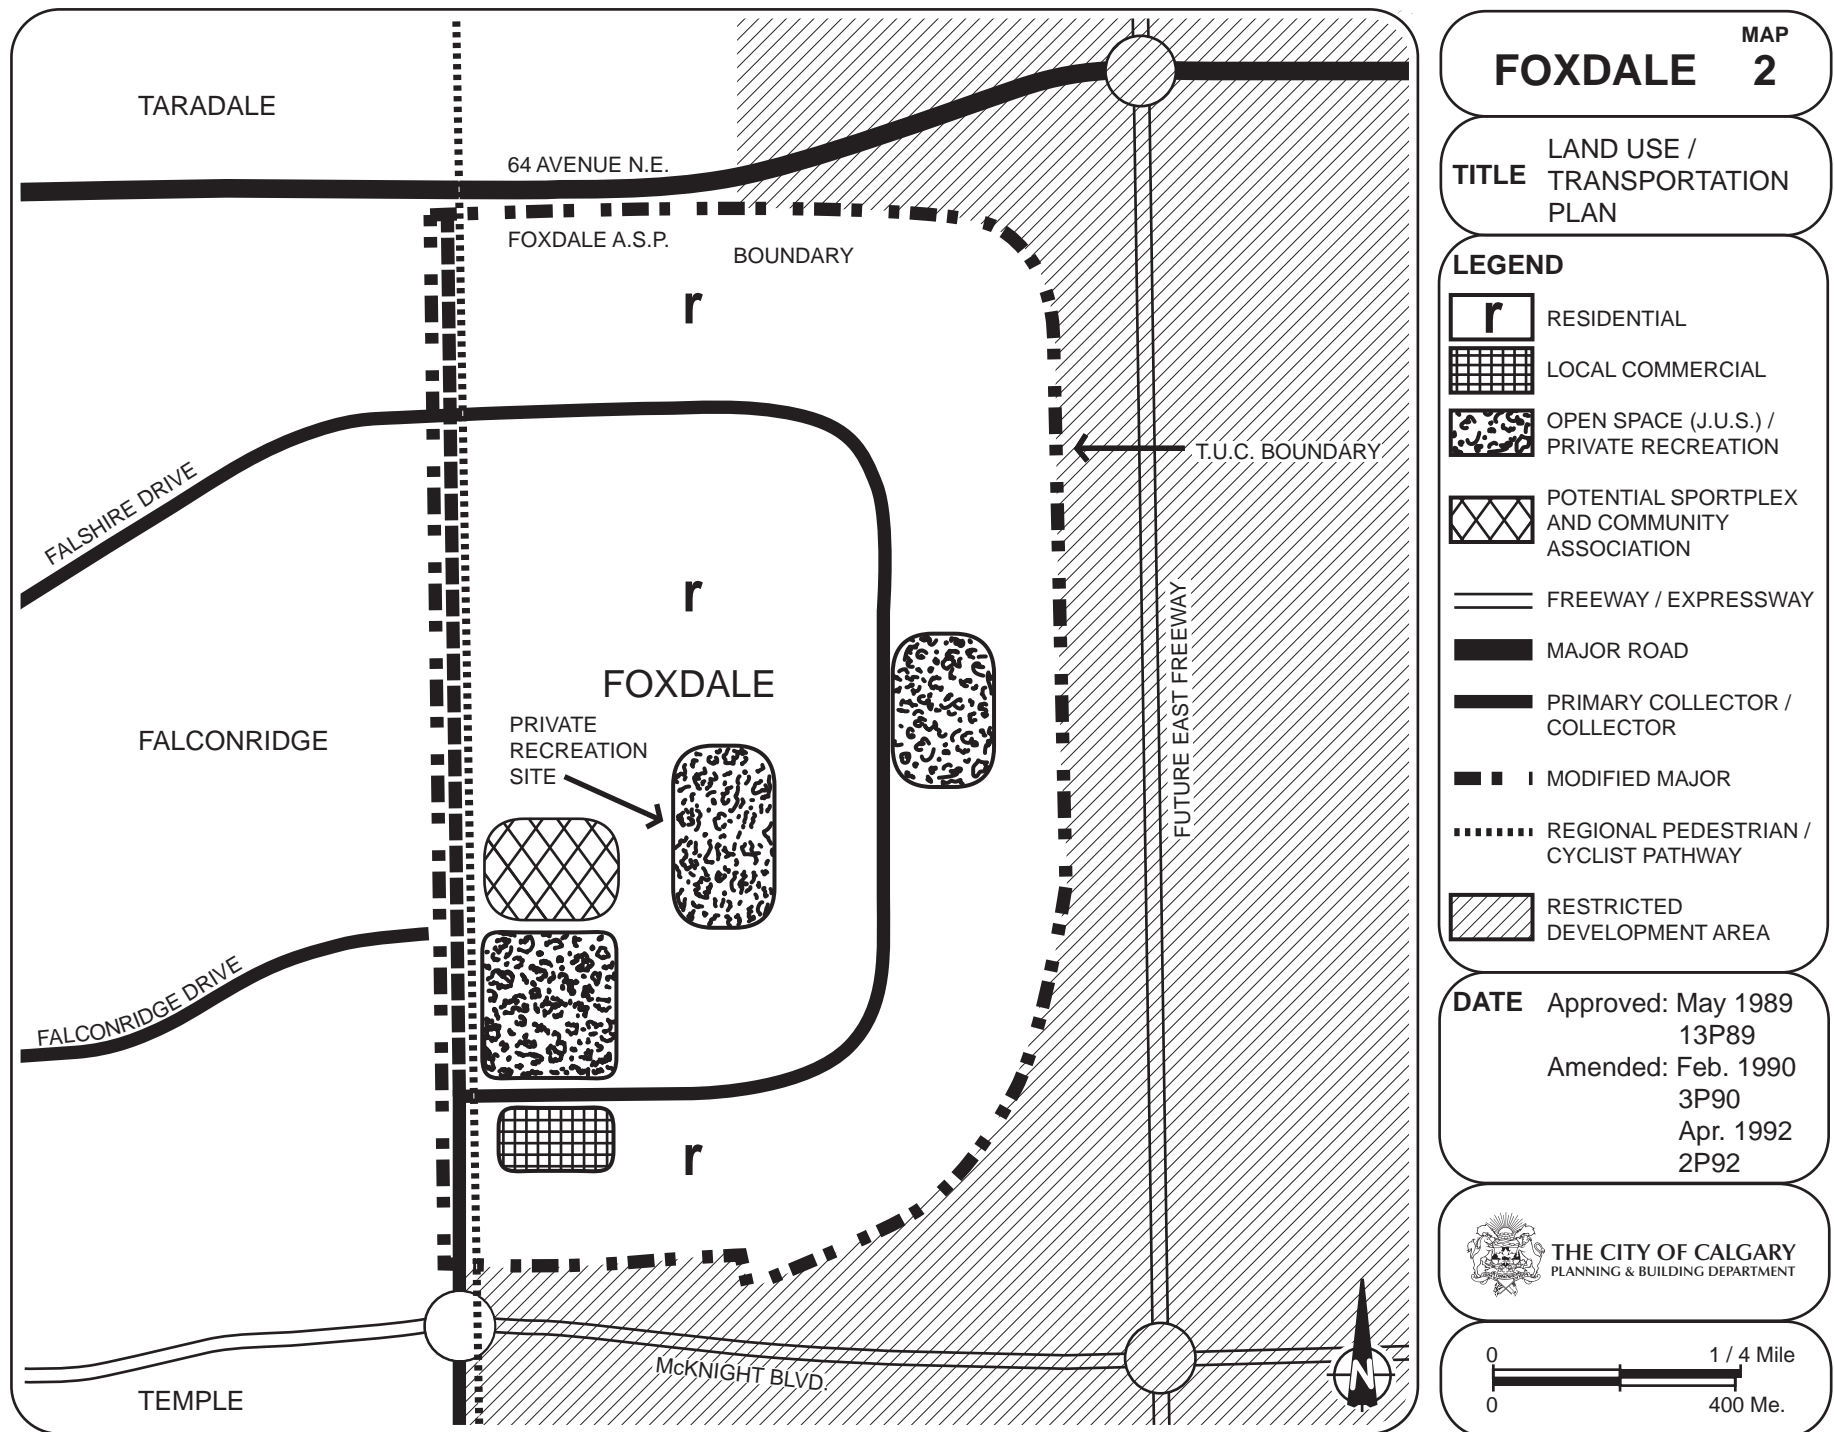 TARADALE
64 AVENUE N.E.
FOXDALE A.S.P.
BOUNDARY
r
T.U.C. BOUNDARY
FALSHIRE DRIVE
r
FOXDALE
FUTURE EAST FREEWAY
PRIVATE
RECREATION
SITE
FALCONRIDGE
FALCONRIDGE DRIVE
r
McKNIGHT BLVD.
TEMPLE
N
MAP
FOXDALE 2
TITLE LAND USE /
TRANSPORTATION
PLAN
LEGEND
r RESIDENTIAL
LOCAL COMMERCIAL
OPEN SPACE (J.U.S.) /
PRIVATE RECREATION
POTENTIAL SPORTPLEX
AND COMMUNITY
ASSOCIATION
FREEWAY / EXPRESSWAY
MAJOR ROAD
PRIMARY COLLECTOR /
COLLECTOR
MODIFIED MAJOR
REGIONAL PEDESTRIAN /
CYCLIST PATHWAY
RESTRICTED
DEVELOPMENT AREA
DATE Approved: May 1989
13P89
Amended: Feb. 1990
3P90
Apr. 1992
2P92
THE CITY OF CALGARY
PLANNING & BUILDING DEPARTMENT
0 1 / 4 Mile
0 400 Me.